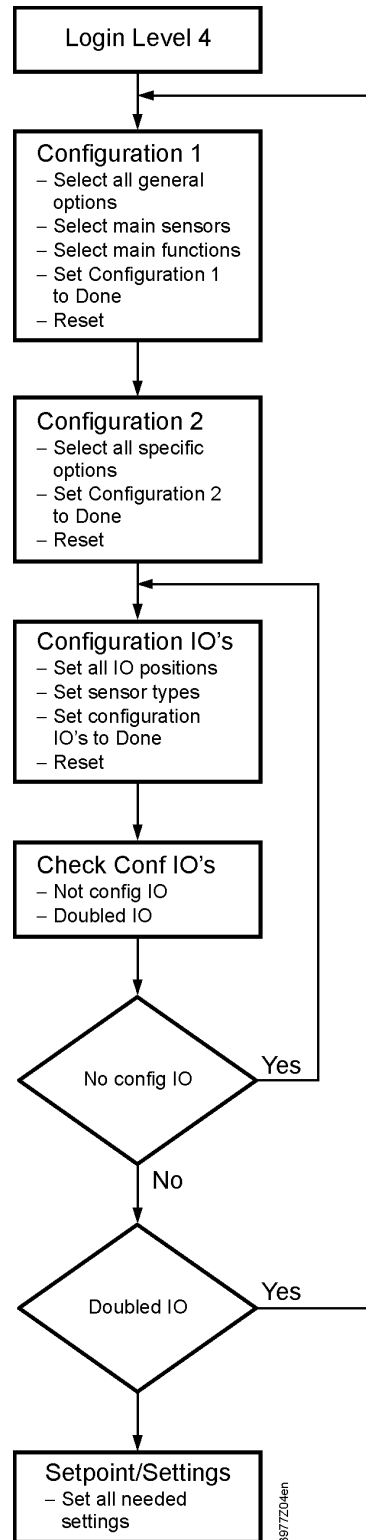 Login Level 4
Configuration 1
– Select all general
options
– Select main sensors
– Select main functions
– Set Configuration 1
to Done
– Reset
Configuration 2
– Select all specific
options
– Set Configuration 2
to Done
– Reset
Configuration IO's
– Set all IO positions
– Set sensor types
– Set configuration
IO's to Done
– Reset
Check Conf IO's
– Not config IO
– Doubled IO
No config IO
Yes
No
Doubled IO
Yes
Setpoint/Settings
– Set all needed
settings
3977Z04en